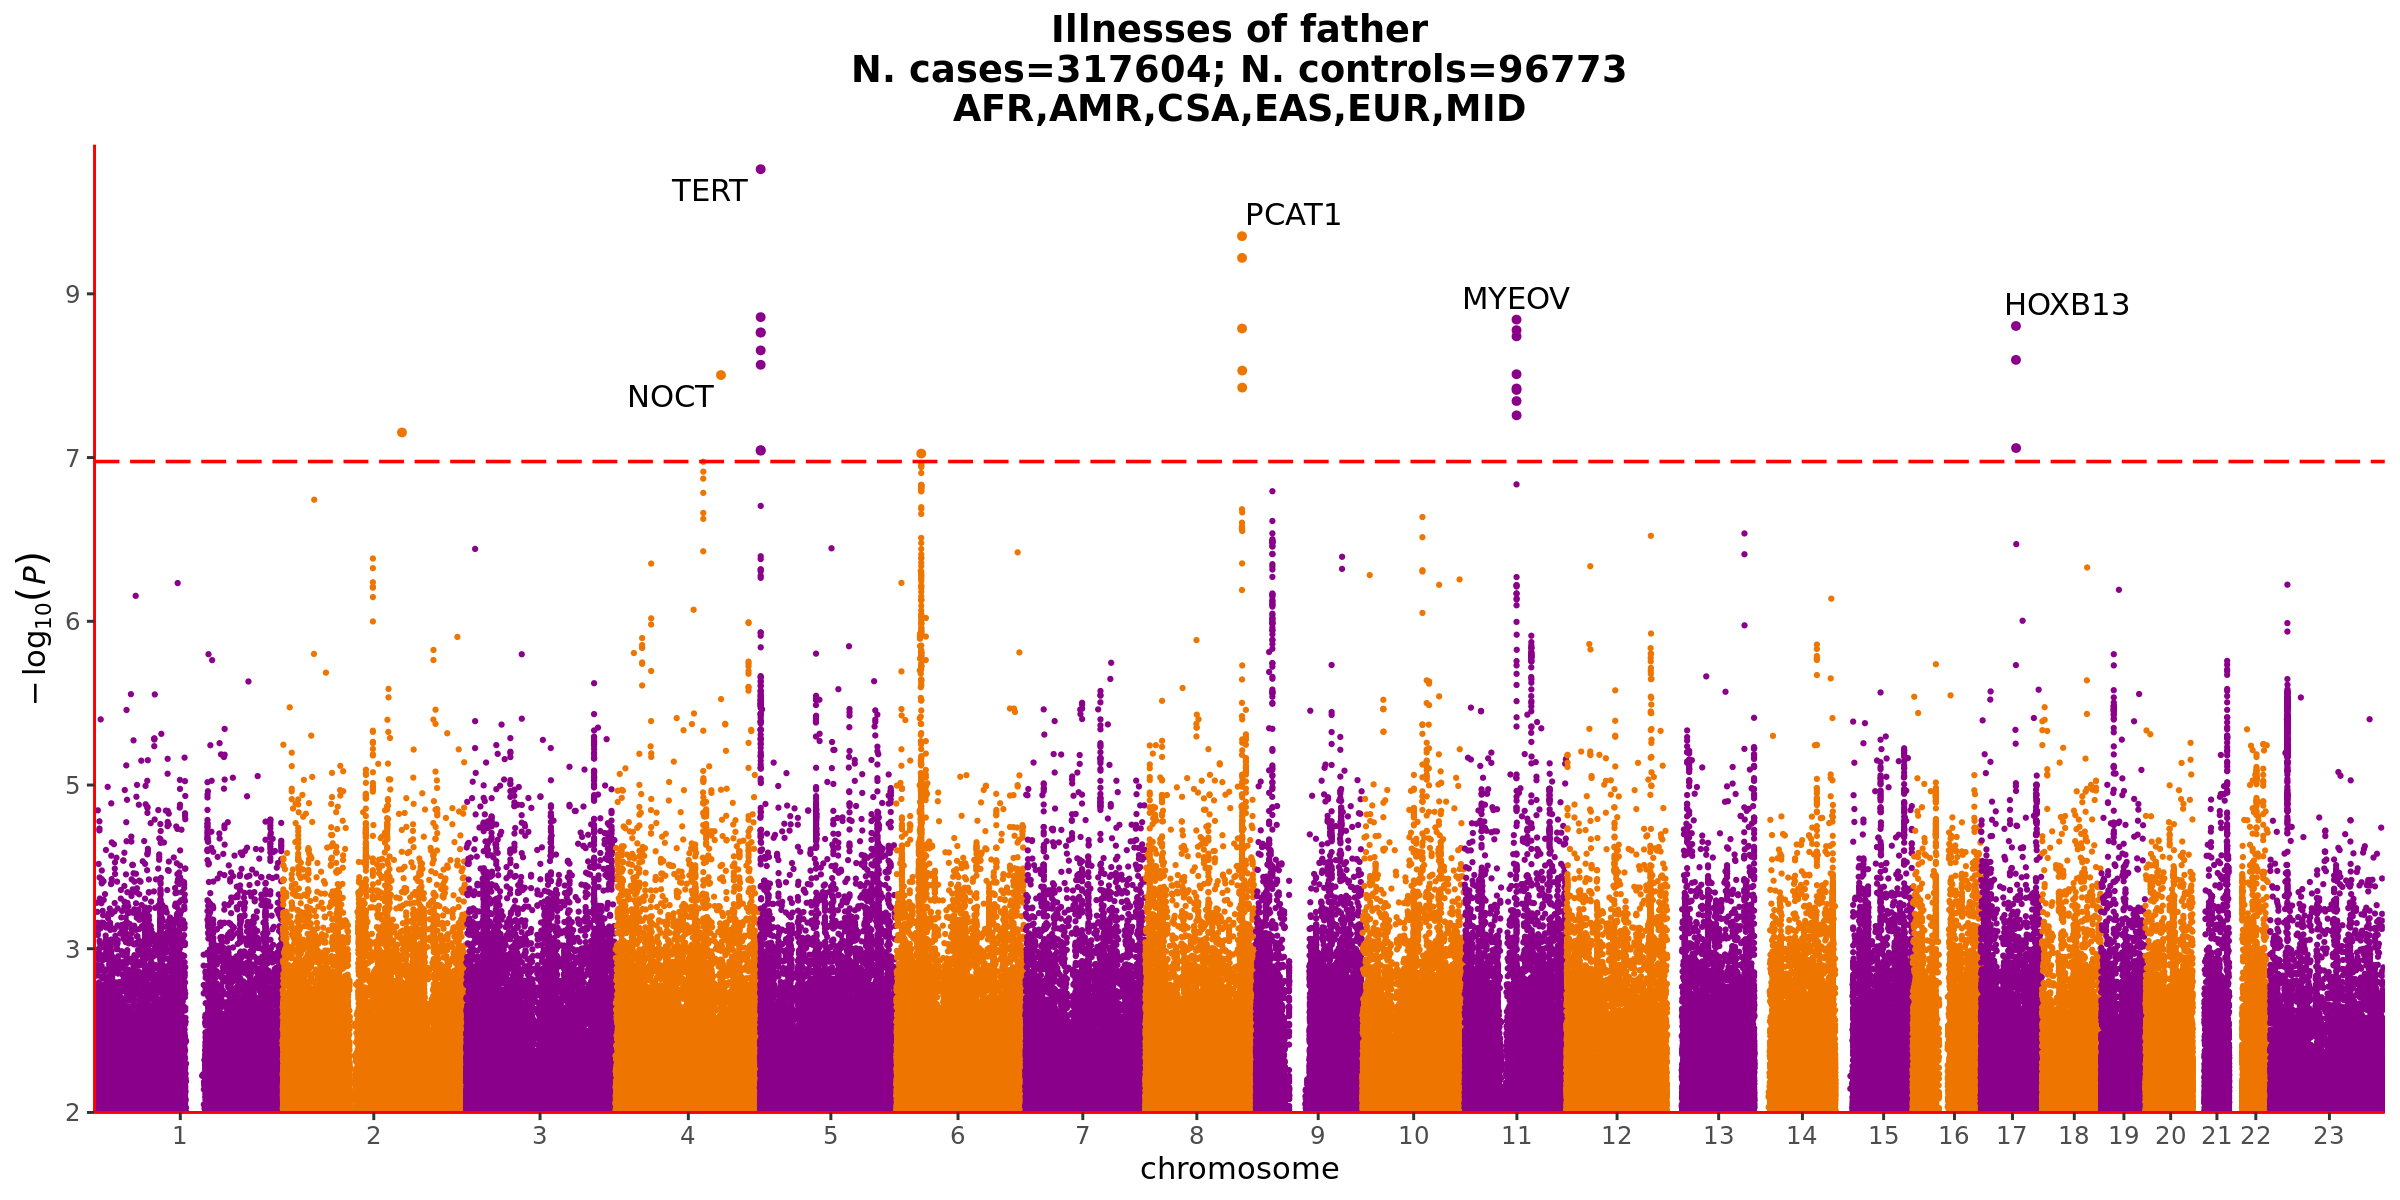 Illnesses of father
N. cases=317604; N. controls=96773
AFR,AMR,CSA,EAS,EUR,MID
TERT
PCAT1
MYEOV
HOXB13
NOCT
9
7
6
5
3
2
−log10(P)
1 2 3 4 5 6 7 8 9 10 11 12 13 14 15 16 17 18 19 20 21 22 23
chromosome